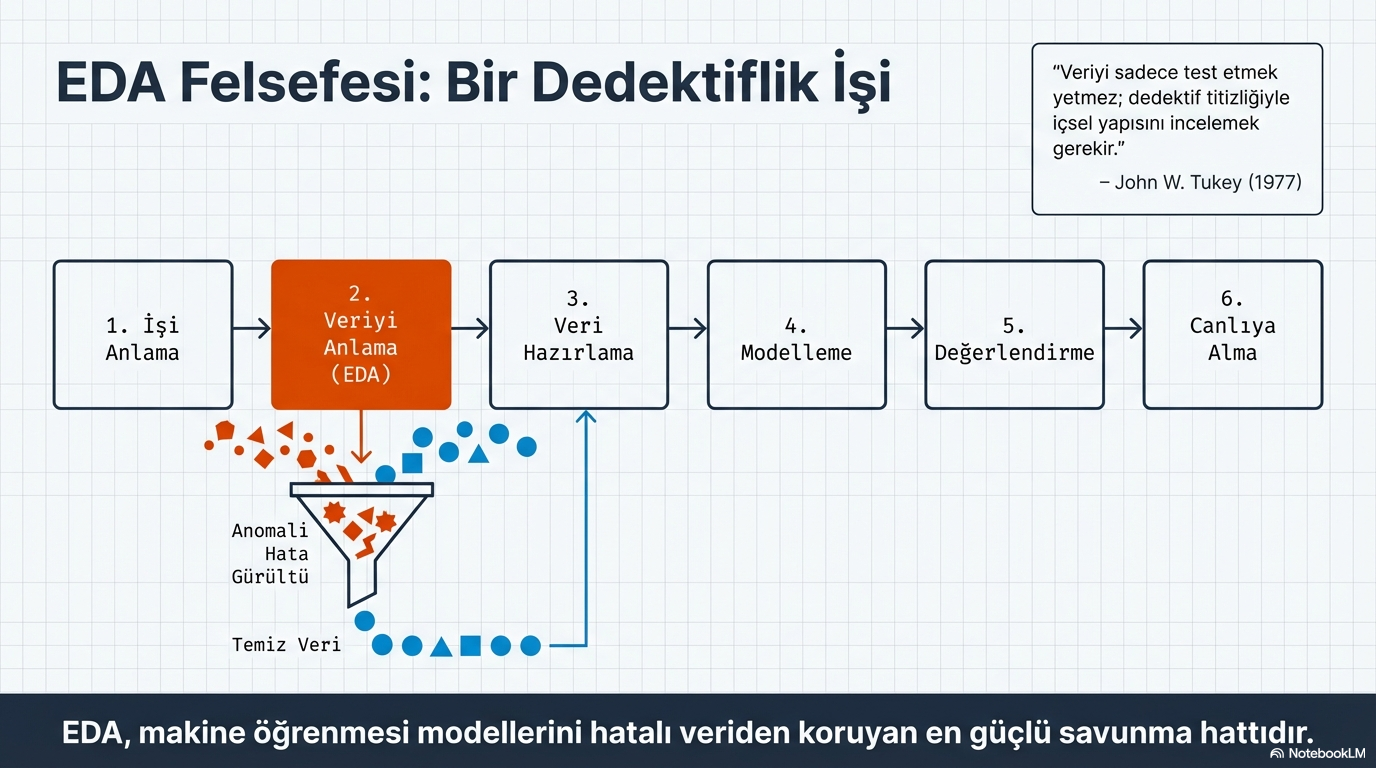 EDA Felsefesi: Bir Dedektiflik İşi
“Veriyi sadece test etmek
yetmez; dedektif titizliğiyle
içsel yapısını incelemek
gerekir.”
– John W. Tukey (1977)
1. İşi
Anlama
2.
Veriyi
Anlama
(EDA)
3.
Veri
Hazırlama
4.
Modelleme
5.
Değerlendirme
6.
Canlıya
Alma
Anomali
Hata
Gürültü
Temiz Veri
EDA, makine öğrenmesi modellerini hatalı veriden koruyan en güçlü savunma hattıdır.
NotebookLM